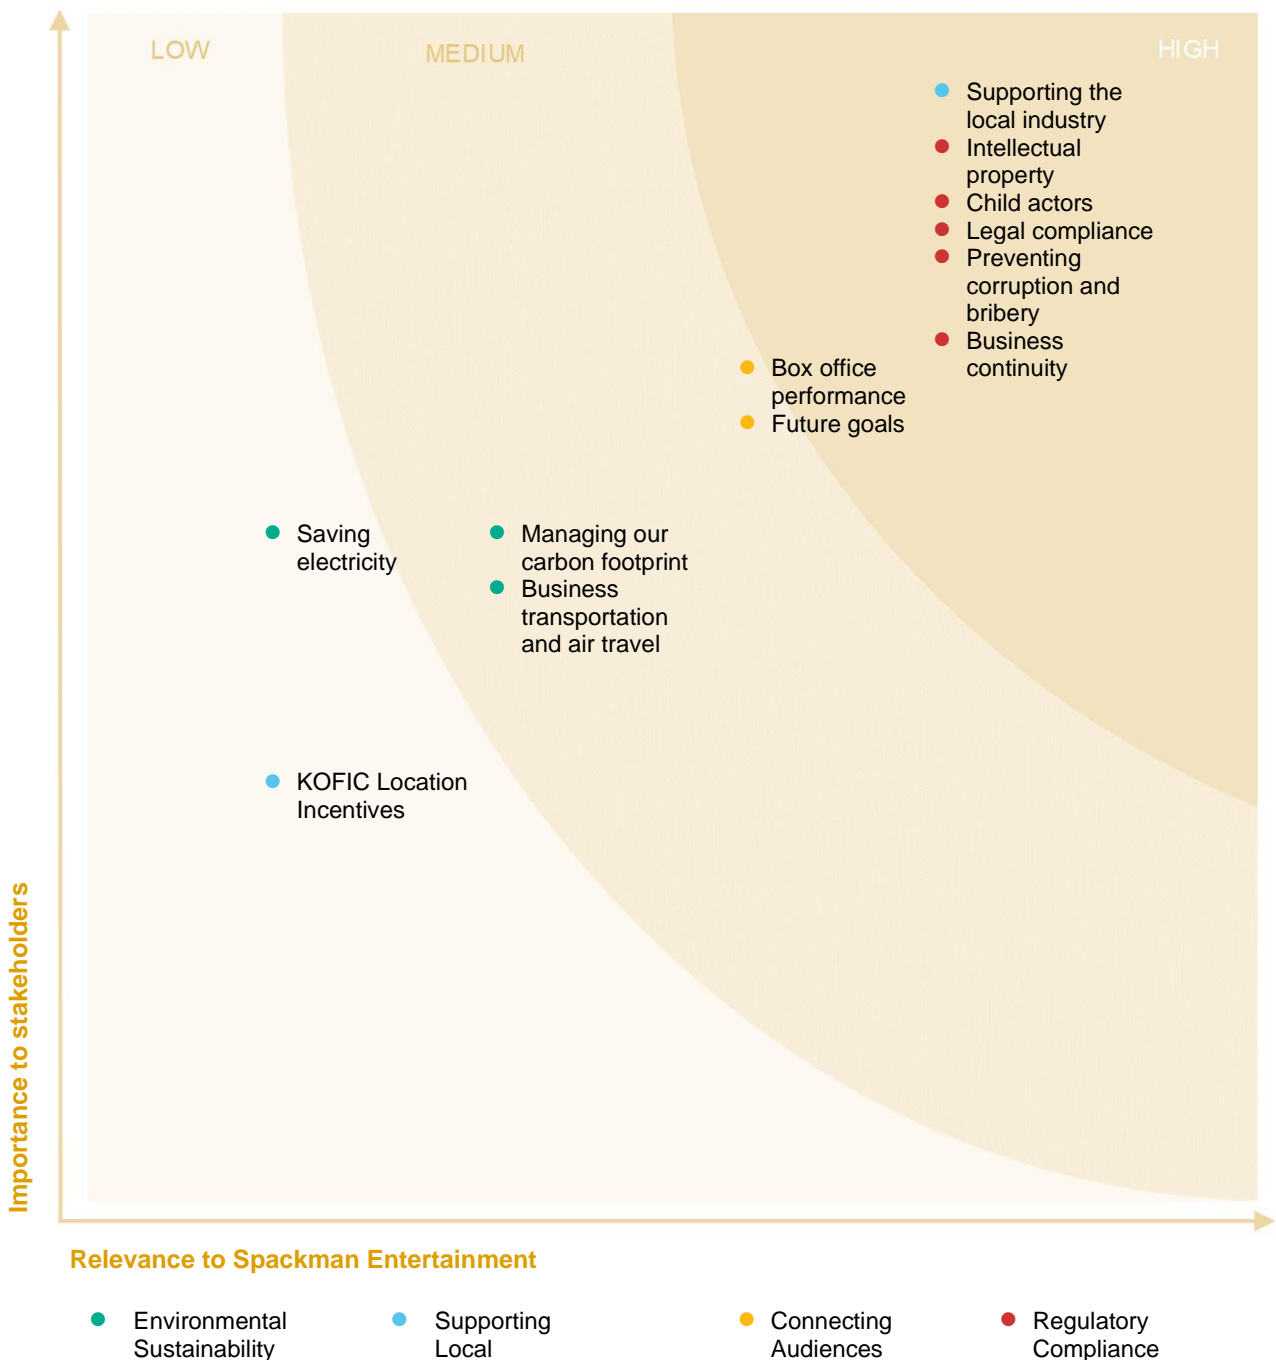 LOW
MEDIUM
HIGH
Supporting the
local industry
Intellectual
property
Child actors
Legal compliance
Preventing
corruption and
bribery
Business
continuity
Box office
performance
Future goals
Saving
electricity
Managing our
carbon footprint
Business
transportation
and air travel
KOFIC Location
Incentives
Importance to stakeholders
Relevance to Spackman Entertainment
Environmental
Sustainability
Supporting
Local
Connecting
Audiences
Regulatory
Compliance